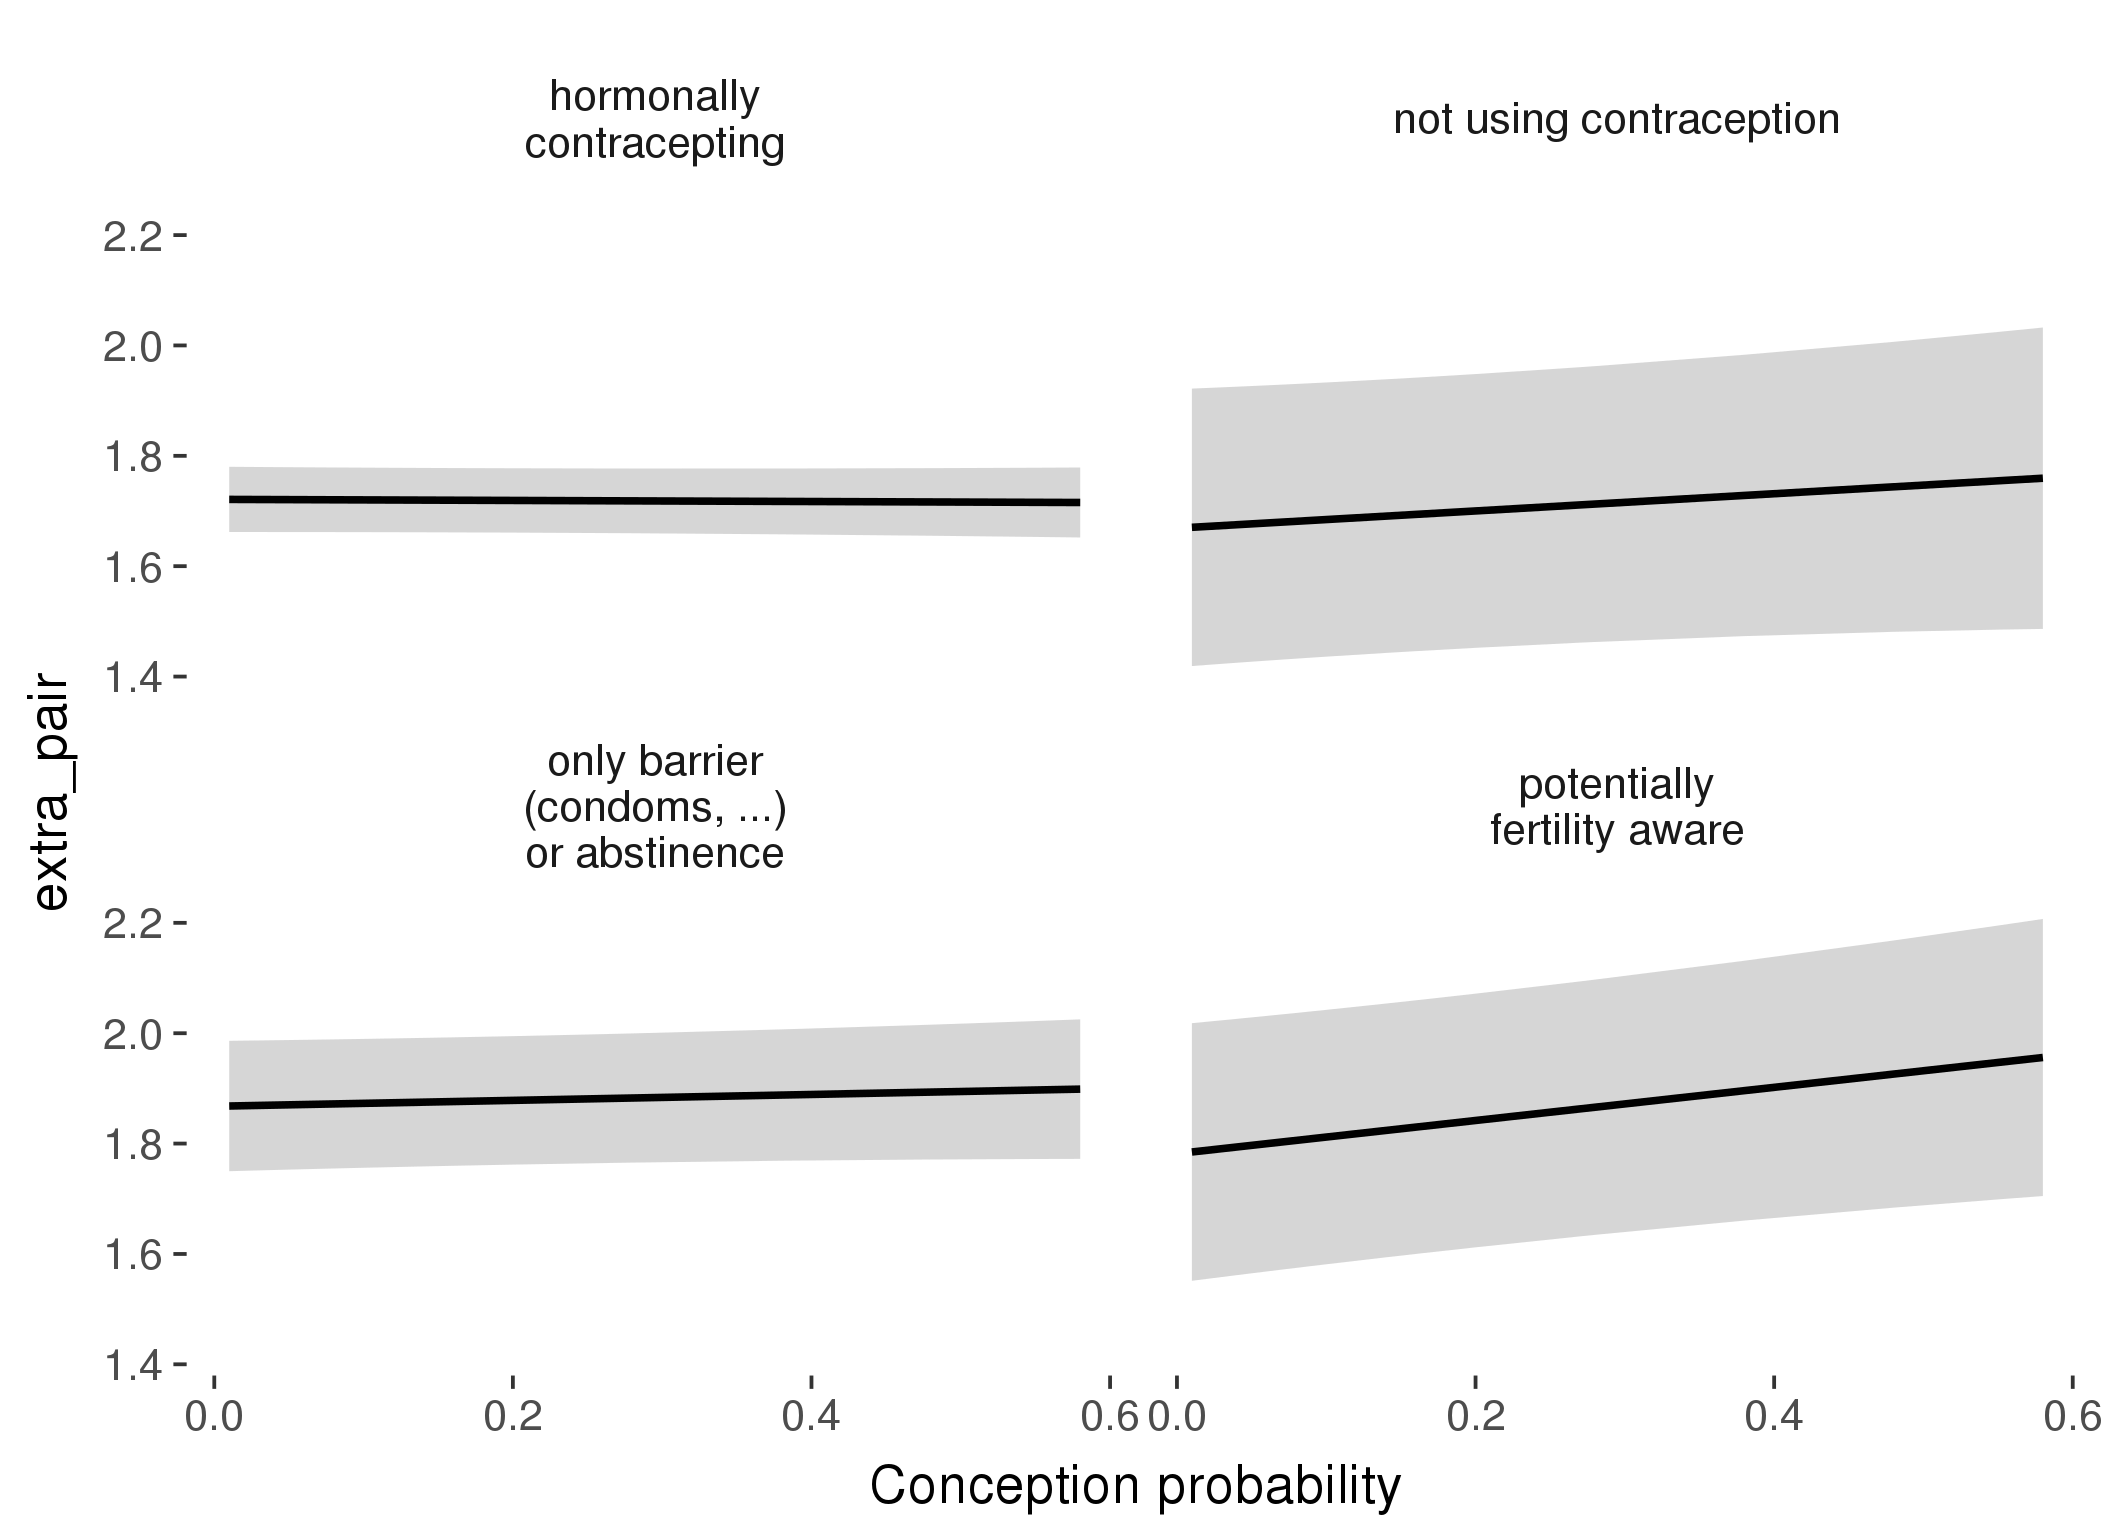 hormonally
contracepting
not using contraception
2.2
2.0
1.8
1.6
1.4
only barrier
(condoms, ...)
or abstinence
potentially
fertility aware
2.2
2.0
1.8
1.6
1.4
extra_pair
0.0 0.2 0.4 0.6 0.0 0.2 0.4 0.6
Conception probability